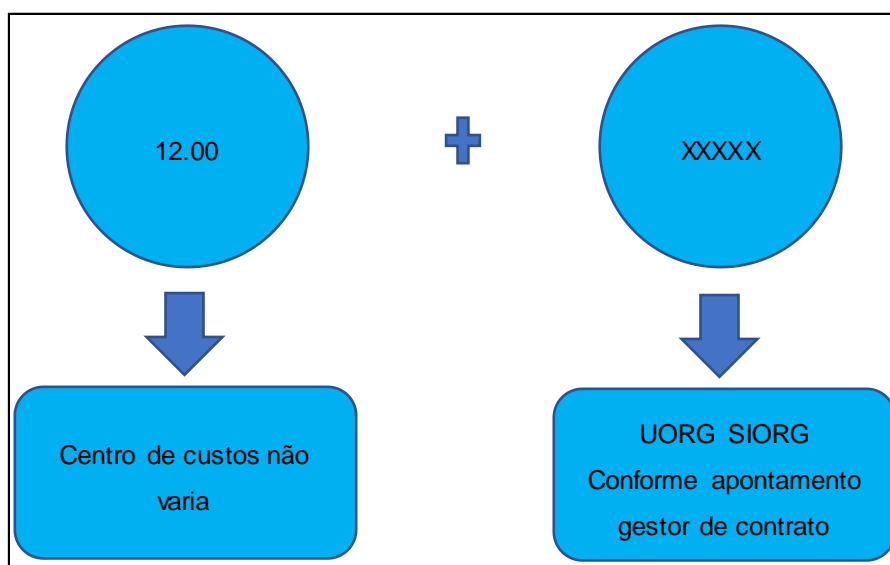 12.00
XXXXX
Centro de custos não
varia
UORG SIORG
Conforme apontamento
gestor de contrato